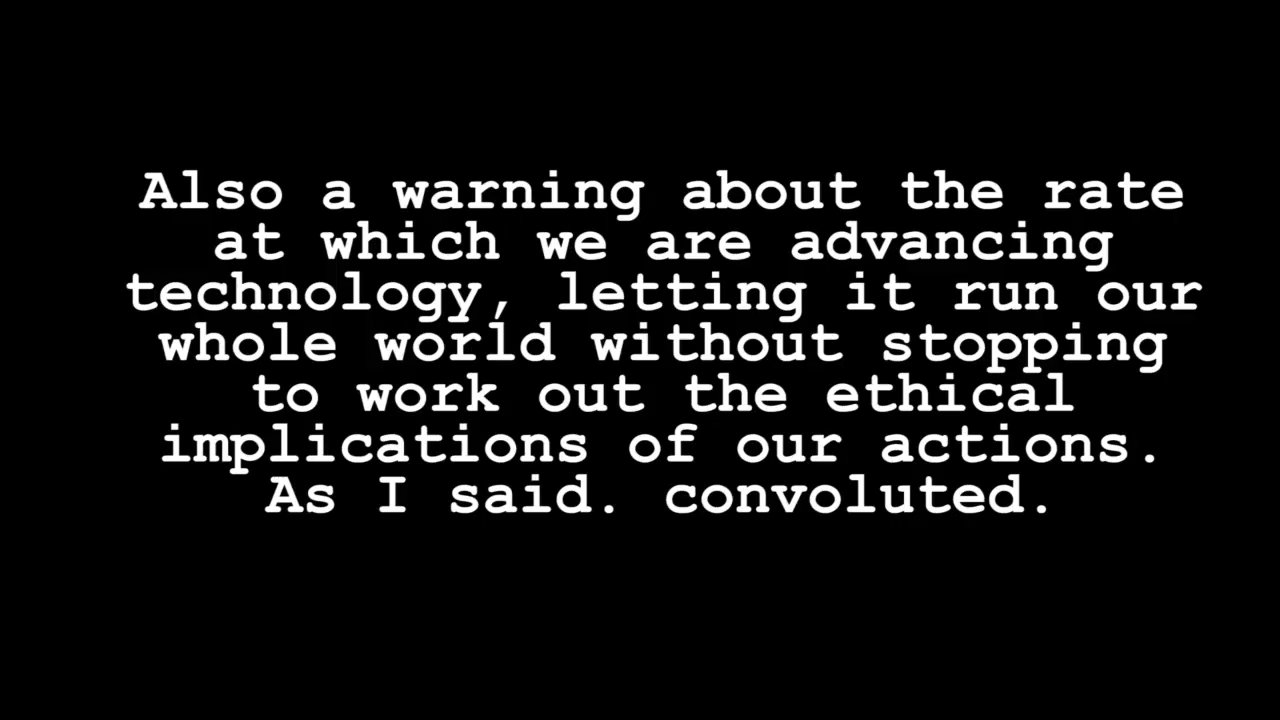 Also a warning about the rate
at which we are advancing
technology, letting it run our
whole world without stopping
to work out the ethical
implications of our actions.
As I said. convoluted.